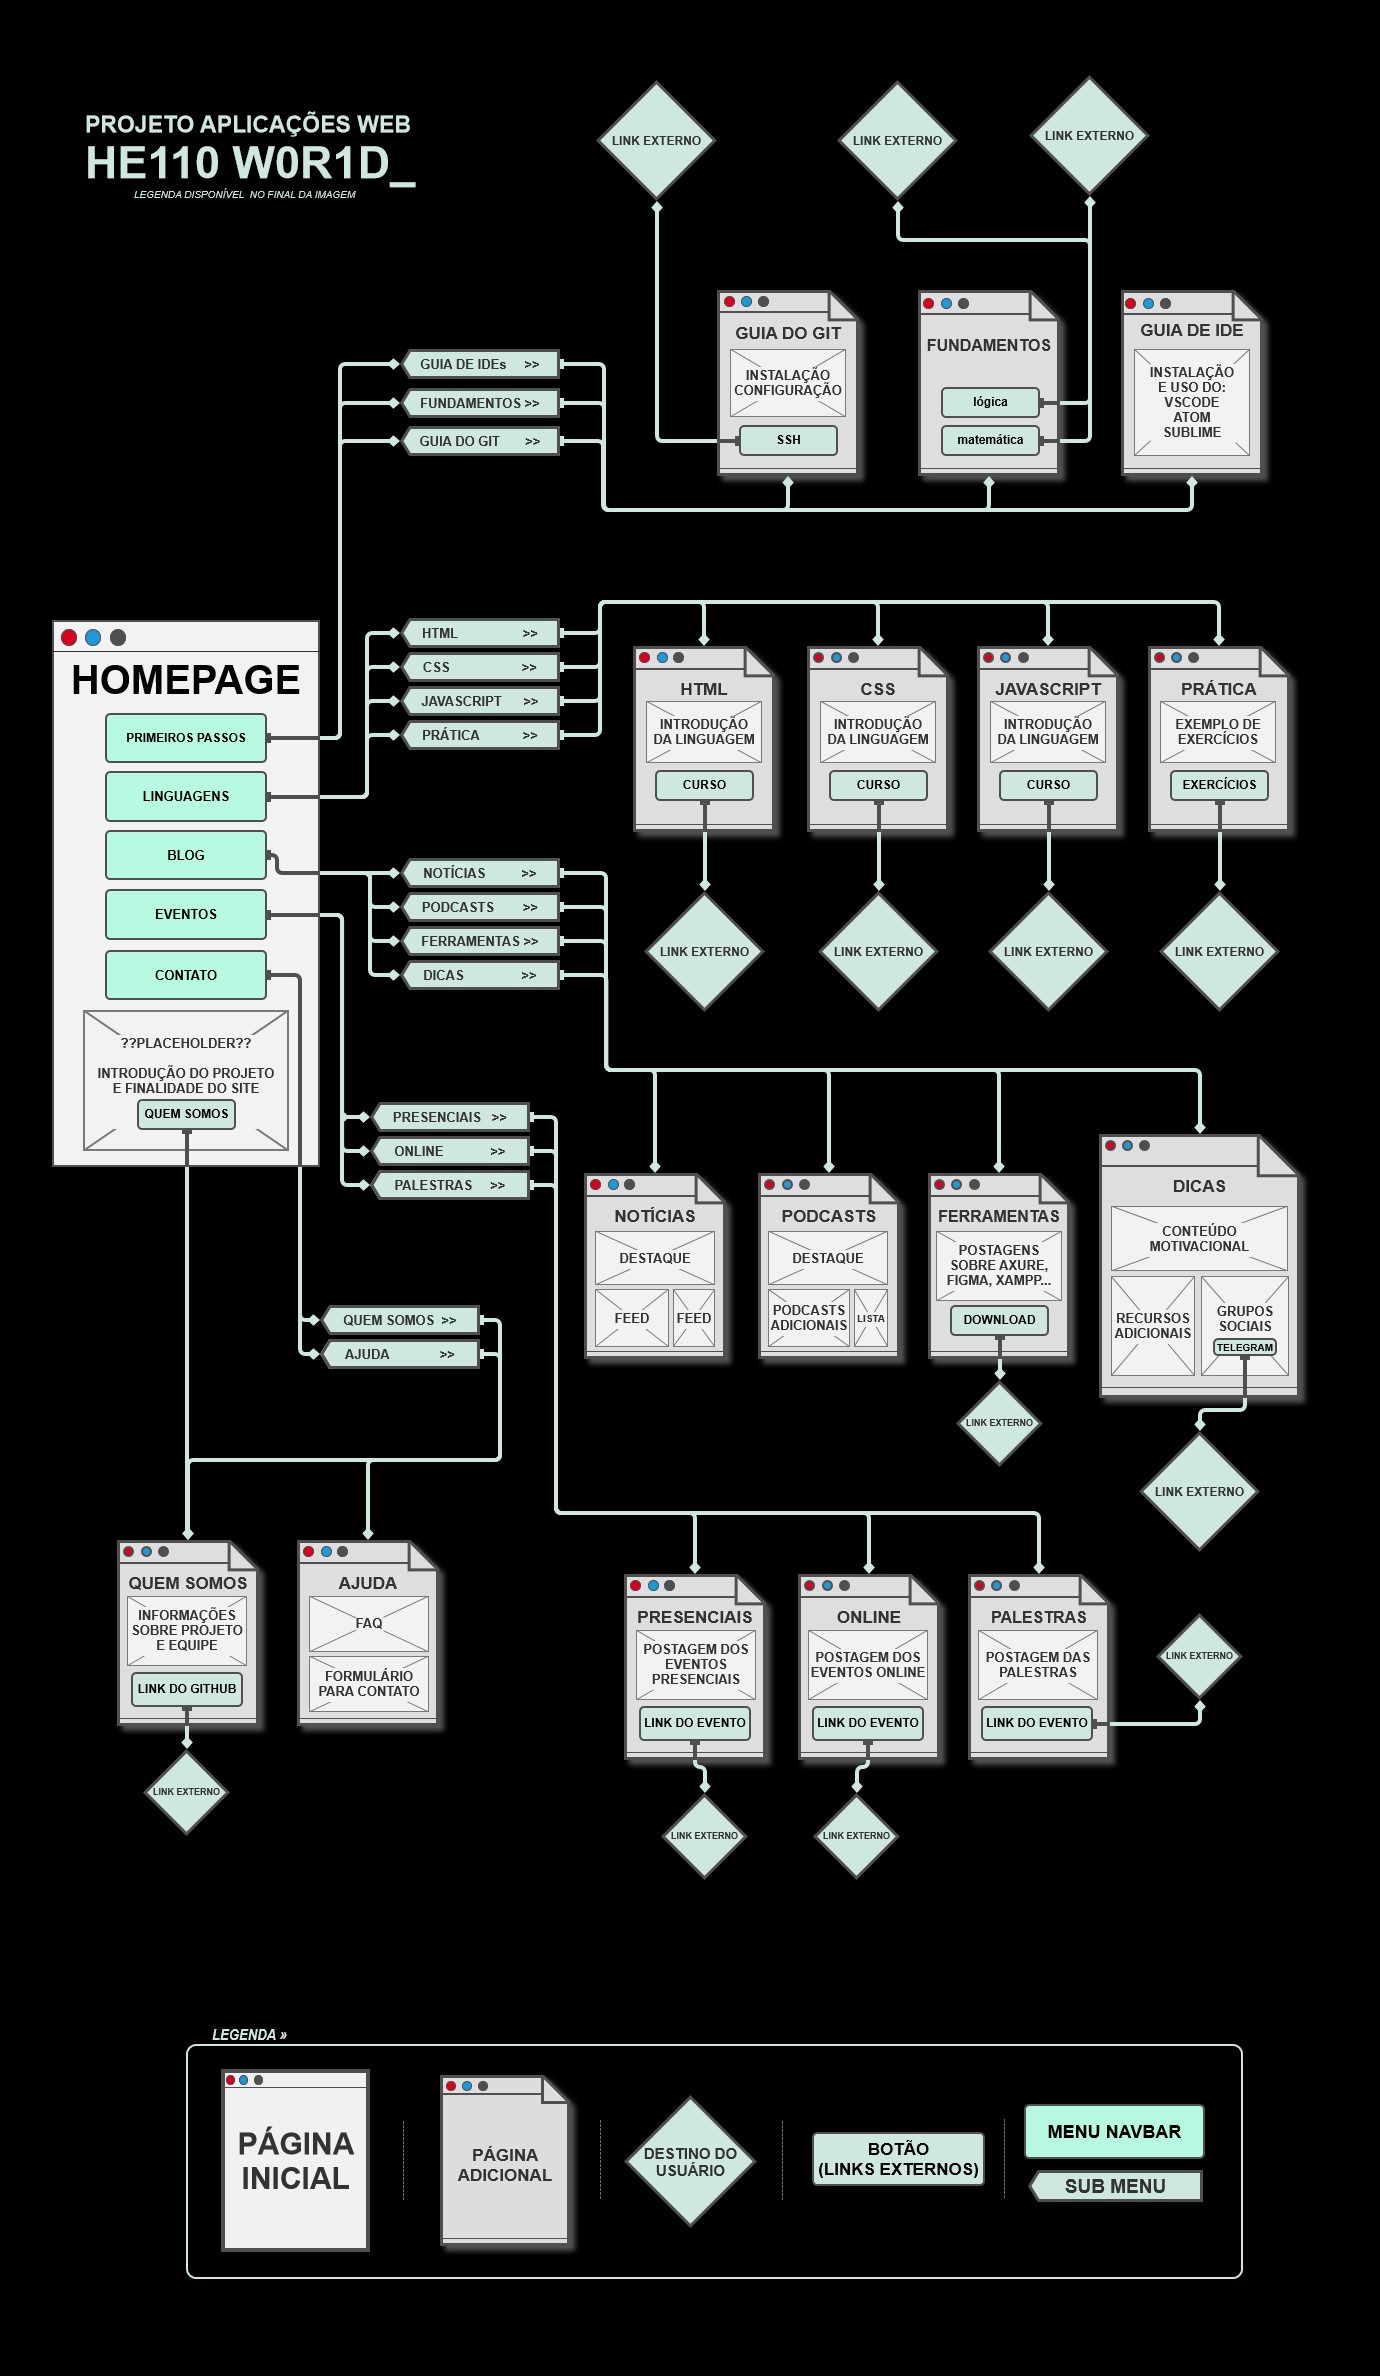 PROJETO APLICAÇÕES WEB
HE110 W0R1D_
LEGENDA DISPONÍVEL NO FINAL DA IMAGEM
LINK EXTERNO
LINK EXTERNO
LINK EXTERNO
GUIA DE IDEs >>
FUNDAMENTOS >>
GUIA DO GIT >>
GUIA DO GIT
INSTALAÇÃO
CONFIGURAÇÃO
SSH
FUNDAMENTOS
lógica
matemática
GUIA DE IDE
INSTALAÇÃO
E USO DO:
VSCODE
ATOM
SUBLIME
HOMEPAGE
PRIMEIROS PASSOS
LINGUAGENS
BLOG
EVENTOS
CONTATO
??PLACEHOLDER??
INTRODUÇÃO DO PROJETO
E FINALIDADE DO SITE
QUEM SOMOS
HTML >>
CSS >>
JAVASCRIPT >>
PRÁTICA >>
HTML
INTRODUÇÃO
DA LINGUAGEM
CURSO
CSS
INTRODUÇÃO
DA LINGUAGEM
CURSO
JAVASCRIPT
INTRODUÇÃO
DA LINGUAGEM
CURSO
PRÁTICA
EXEMPLO DE
EXERCÍCIOS
EXERCÍCIOS
LINK EXTERNO
LINK EXTERNO
LINK EXTERNO
LINK EXTERNO
NOTÍCIAS >>
PODCASTS >>
FERRAMENTAS >>
DICAS >>
PRESENCIAIS >>
ONLINE >>
PALESTRAS >>
NOTÍCIAS
DESTAQUE
FEED
FEED
PODCASTS
DESTAQUE
PODCASTS
ADICIONAIS
LISTA
FERRAMENTAS
POSTAGENS
SOBRE AXURE,
FIGMA, XAMPP...
DOWNLOAD
LINK EXTERNO
DICAS
CONTEÚDO
MOTIVACIONAL
RECURSOS
ADICIONAIS
GRUPOS
SOCIAIS
TELEGRAM
LINK EXTERNO
QUEM SOMOS >>
AJUDA >>
QUEM SOMOS
INFORMAÇÕES
SOBRE PROJETO
E EQUIPE
LINK DO GITHUB
LINK EXTERNO
AJUDA
FAQ
FORMULÁRIO
PARA CONTATO
PRESENCIAIS
POSTAGEM DOS
EVENTOS
PRESENCIAIS
LINK DO EVENTO
LINK EXTERNO
ONLINE
POSTAGEM DOS
EVENTOS ONLINE
LINK DO EVENTO
LINK EXTERNO
PALESTRAS
POSTAGEM DAS
PALESTRAS
LINK DO EVENTO
LINK EXTERNO
LEGENDA »
PÁGINA
INICIAL
PÁGINA
ADICIONAL
DESTINO DO
USUÁRIO
BOTÃO
(LINKS EXTERNOS)
MENU NAVBAR
SUB MENU